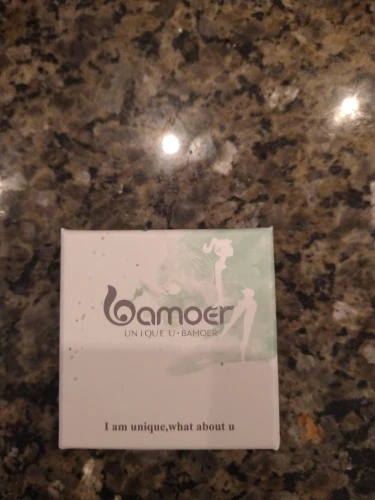 bamoer
UNIQUE U · BAMOER
I am unique,what about u